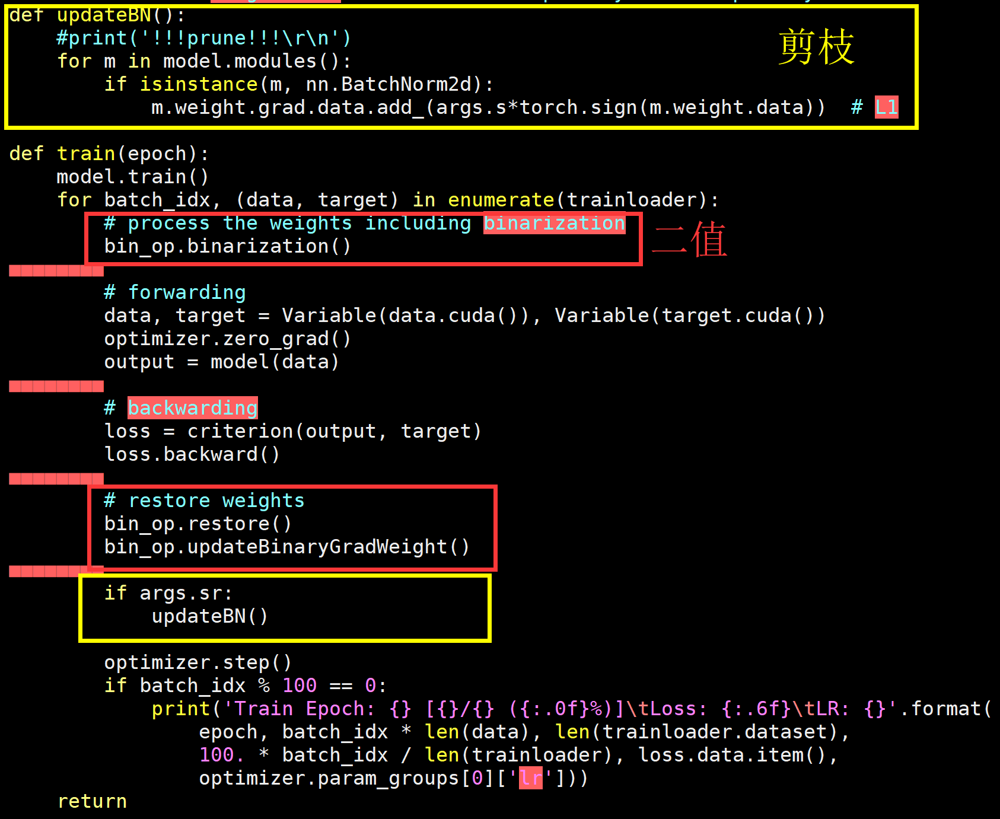 def updateBN():
    #print('!!!prune!!!\r\n')
剪枝
    for m in model.modules():
        if isinstance(m, nn.BatchNorm2d):
            m.weight.grad.data.add_(args.s*torch.sign(m.weight.data))  # L1
def train(epoch):
    model.train()
    for batch_idx, (data, target) in enumerate(trainloader):
        # process the weights including binarization
        bin_op.binarization()
二值
        # forwarding
        data, target = Variable(data.cuda()), Variable(target.cuda())
        optimizer.zero_grad()
        output = model(data)
        # backwarding
        loss = criterion(output, target)
        loss.backward()
        # restore weights
        bin_op.restore()
        bin_op.updateBinaryGradWeight()
        if args.sr:
            updateBN()
        optimizer.step()
        if batch_idx % 100 == 0:
            print('Train Epoch: {} [{}/{} ({:.0f}%)]\tLoss: {:.6f}\tLR: {}'.format(
                epoch, batch_idx * len(data), len(trainloader.dataset),
                100. * batch_idx / len(trainloader), loss.data.item(),
                optimizer.param_groups[0]['lr']))
    return